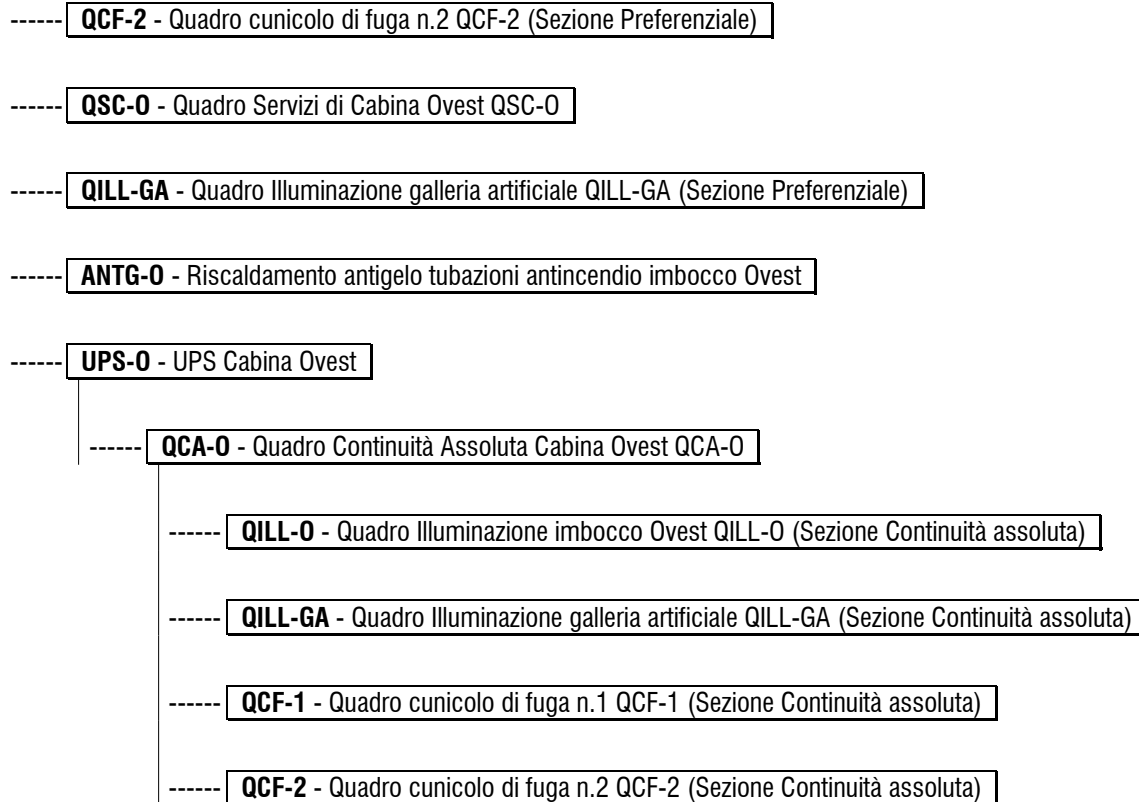 ------ QCF-2 - Quadro cunicolo di fuga n.2 QCF-2 (Sezione Preferenziale)
------ QSC-O - Quadro Servizi di Cabina Ovest QSC-O
------ QILL-GA - Quadro Illuminazione galleria artificiale QILL-GA (Sezione Preferenziale)
------ ANTG-O - Riscaldamento antigelo tubazioni antincendio imbocco Ovest
------ UPS-O - UPS Cabina Ovest
------ QCA-O - Quadro Continuità Assoluta Cabina Ovest QCA-O
------ QILL-O - Quadro Illuminazione imbocco Ovest QILL-O (Sezione Continuità assoluta)
------ QILL-GA - Quadro Illuminazione galleria artificiale QILL-GA (Sezione Continuità assoluta)
------ QCF-1 - Quadro cunicolo di fuga n.1 QCF-1 (Sezione Continuità assoluta)
------ QCF-2 - Quadro cunicolo di fuga n.2 QCF-2 (Sezione Continuità assoluta)